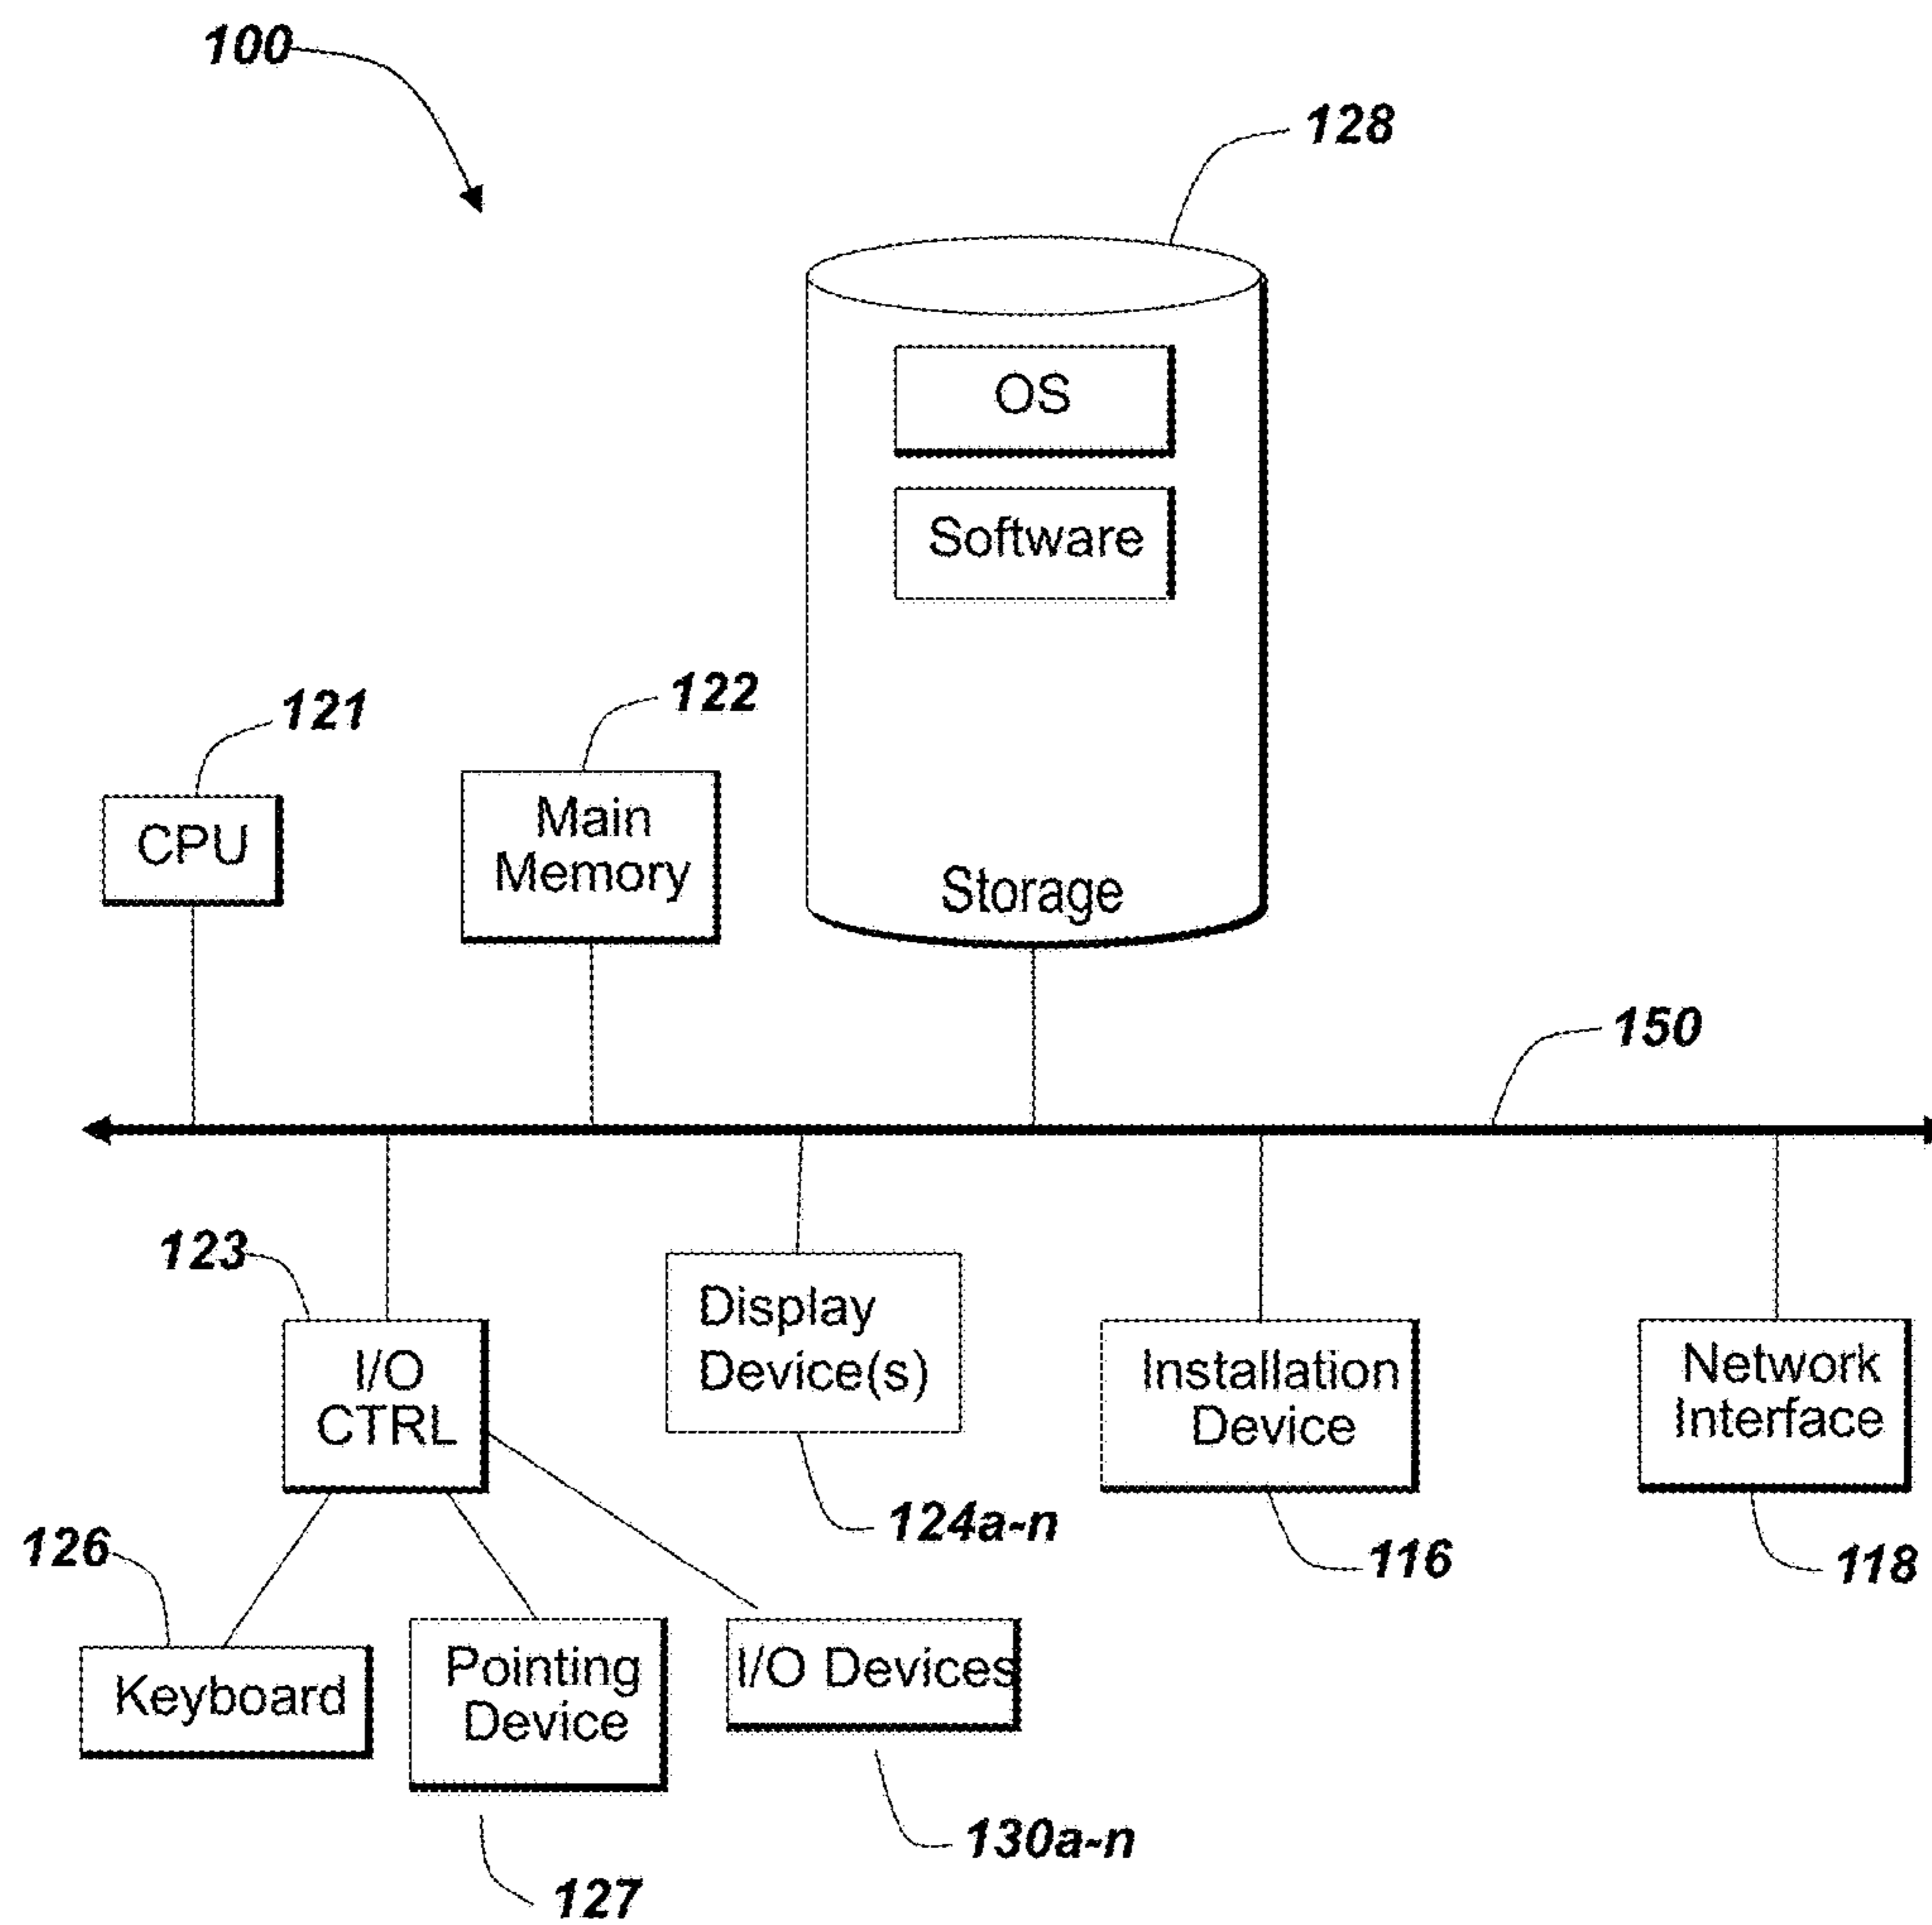 100
128
OS
Software
121
122
CPU
Main
Memory
Storage
150
123
Display
Device(s)
I/O
CTRL
Installation
Device
Network
Interface
124a-n
116
118
126
Keyboard
Pointing
Device
I/O Devices
130a-n
127